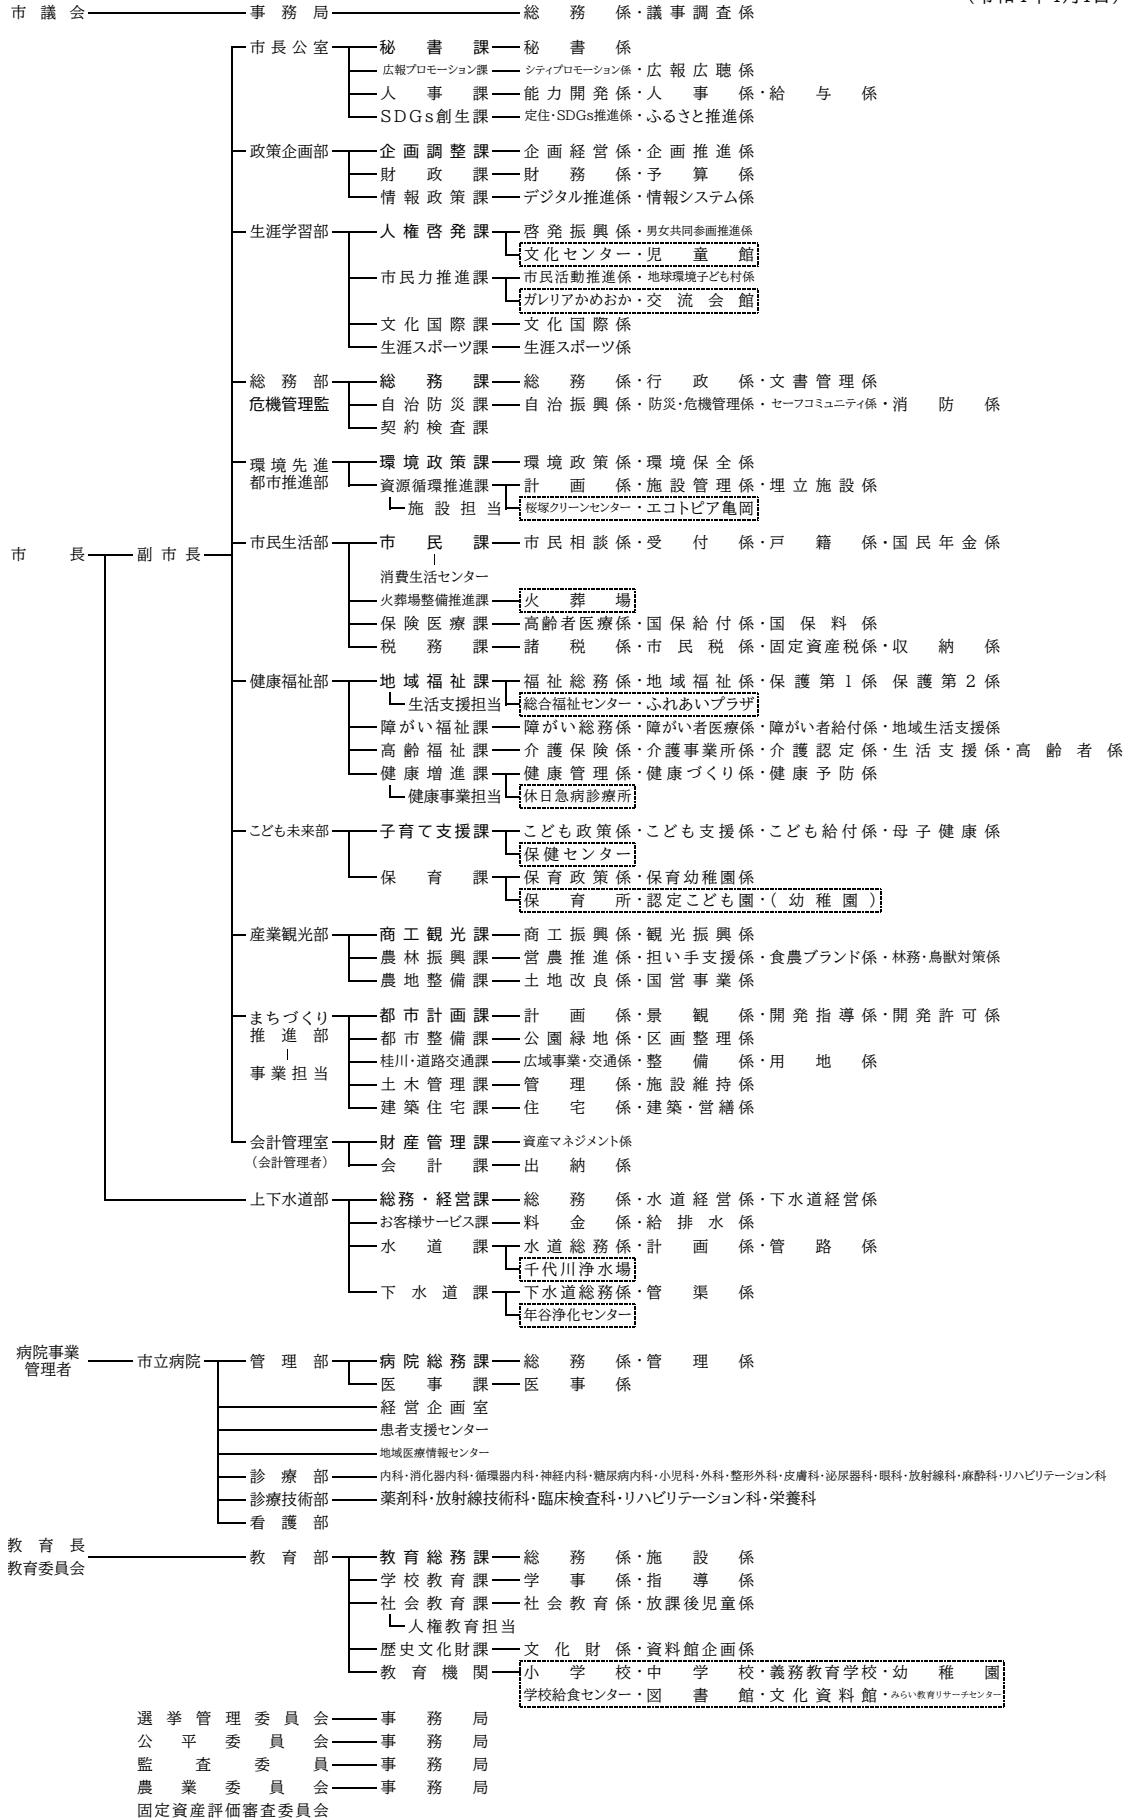 (令和4年4月1日)
市議会 事務局 総務係・議事調査係
市長公室 秘書課 秘書係
広報プロモーション課 シティプロモーション係・広報広聴係
人事課 能力開発係・人事係・給与係
SDGs創生課 定住・SDGs推進係・ふるさと推進係
政策企画部 企画調整課 企画経営係・企画推進係
財政課 財務係・予算係
情報政策課 デジタル推進係・情報システム係
生涯学習部 人権啓発課 啓発振興係・男女共同参画推進係
文化センター・児童館
市民力推進課 市民活動推進係・地球環境子ども村係
ガレリアかめおか・交流会館
文化国際課 文化国際係
生涯スポーツ課 生涯スポーツ係
総務部 総務課 総務係・行政係・文書管理係
危機管理監 自治防災課 自治振興係・防災・危機管理係・セーフコミュニティ係・消防係
契約検査課
環境先進 環境政策課 環境政策係・環境保全係
都市推進部 資源循環推進課 計画係・施設管理係・埋立施設係
施設担当 桜塚クリーンセンター・エコトピア亀岡
市長 副市長 市民生活部 市民課 市民相談係・受付係・戸籍係・国民年金係
消費生活センター
火葬場整備推進課 火葬場
保険医療課 高齢者医療係・国保給付係・国保料係
税務課 諸税係・市民税係・固定資産税係・収納係
健康福祉部 地域福祉課 福祉総務係・地域福祉係・保護第1係 保護第2係
生活支援担当 総合福祉センター・ふれあいプラザ
障がい福祉課 障がい総務係・障がい者医療係・障がい者給付係・地域生活支援係
高齢福祉課 介護保険係・介護事業所係・介護認定係・生活支援係・高齢者係
健康増進課 健康管理係・健康づくり係・健康予防係
健康事業担当 休日急病診療所
こども未来部 子育て支援課 こども政策係・こども支援係・こども給付係・母子健康係
保健センター
保育課 保育政策係・保育幼稚園係
保育所・認定こども園・(幼稚園)
産業観光部 商工観光課 商工振興係・観光振興係
農林振興課 営農推進係・担い手支援係・食農ブランド係・林務・鳥獣対策係
農地整備課 土地改良係・国営事業係
まちづくり 都市計画課 計画係・景観係・開発指導係・開発許可係
推進部 都市整備課 公園緑地係・区画整理係
桂川・道路交通課 広域事業・交通係・整備係・用地係
事業担当 土木管理課 管理係・施設維持係
建築住宅課 住宅係・建築・営繕係
会計管理室 財産管理課 資産マネジメント係
(会計管理者) 会計課 出納係
上下水道部 総務・経営課 総務係・水道経営係・下水道経営係
お客様サービス課 料金係・給排水係
水道課 水道総務係・計画係・管路係
千代川浄水場
下水道課 下水道総務係・管渠係
年谷浄化センター
病院事業
管理者 市立病院 管理部 病院総務課 総務係・管理係
医事課 医事係
経営企画室
患者支援センター
地域医療情報センター
診療部 内科・消化器内科・循環器内科・神経内科・糖尿病内科・小児科・外科・整形外科・皮膚科・泌尿器科・眼科・放射線科・麻酔科・リハビリテーション科
診療技術部 薬剤科・放射線技術科・臨床検査科・リハビリテーション科・栄養科
看護部
教育長
教育委員会 教育部 教育総務課 総務係・施設係
学校教育課 学事係・指導係
社会教育課 社会教育係・放課後児童係
人権教育担当
歴史文化財課 文化財係・資料館企画係
教育機関 小学校・中学校・義務教育学校・幼稚園
学校給食センター・図書館・文化資料館・みらい教育リサーチセンター
選挙管理委員会 事務局
公平委員会 事務局
監査委員 事務局
農業委員会 事務局
固定資産評価審査委員会